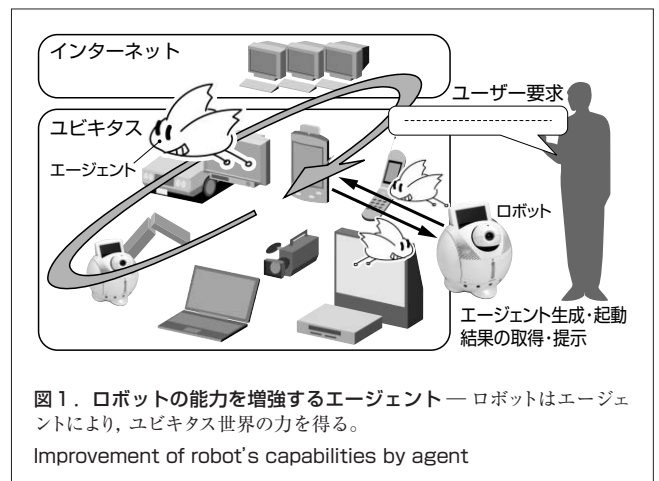 インターネット
ユーザー要求
ユビキタス
エージェント
ロボット
エージェント生成・起動
結果の取得・提示
図1．ロボットの能力を増強するエージェント — ロボットはエージェ
ントにより，ユビキタス世界の力を得る。
Improvement of robot's capabilities by agent